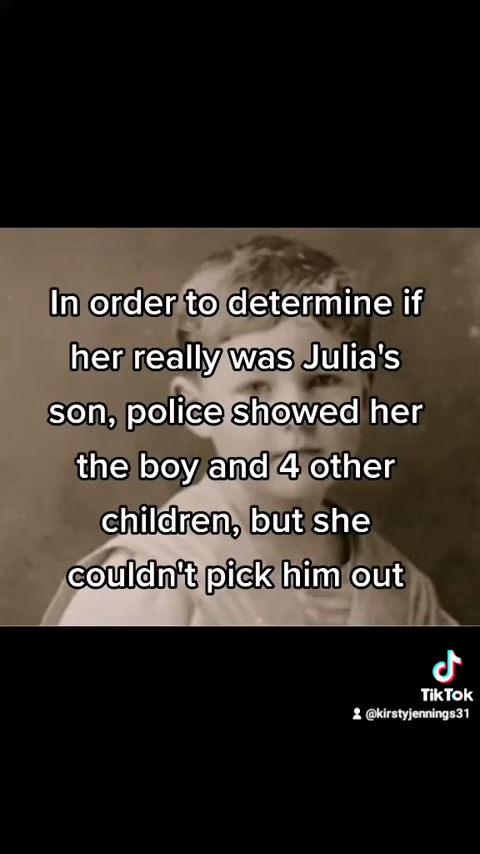 In order to determine if
her really was Julia's
son, police showed her
the boy and 4 other
children, but she
couldn't pick him out
TikTok
@kirstyjennings31